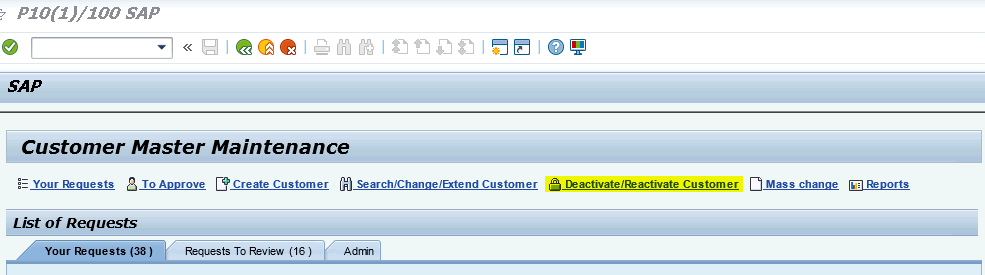 P10(1)/100 SAP
SAP
Customer Master Maintenance
Your Requests To Approve Create Customer Search/Change/Extend Customer Deactivate/Reactivate Customer Mass change Reports
List of Requests
Your Requests (38 ) Requests To Review (16 ) Admin